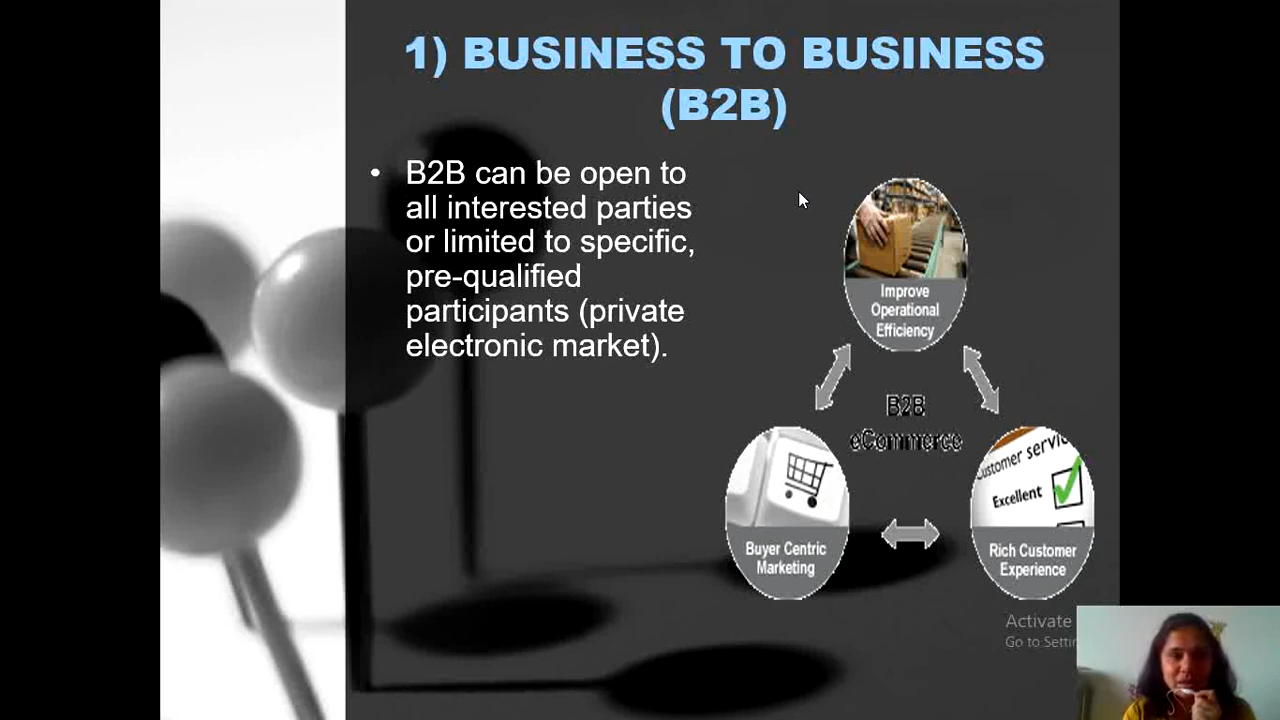 1) BUSINESS TO BUSINESS
(B2B)
• B2B can be open to
all interested parties
or limited to specific,
pre-qualified
participants (private
electronic market).
Improve
Operational
Efficiency
B2B
eCommerce
Customer
Excellent
Buyer Centric
Marketing
Rich Customer
Experience
Activate
Go to